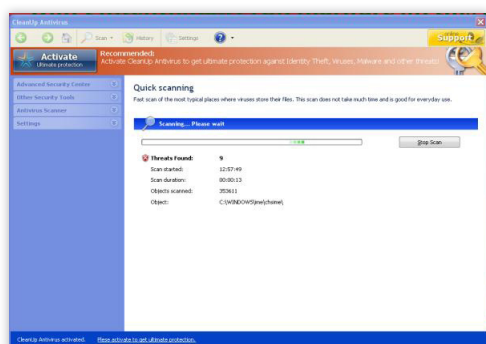 CleanUp Antivirus
Scan
History
Settings
Support
Activate
Ultimate protection
Recommended:
Activate CleanUp Antivirus to get ultimate protection against Identity Theft, Viruses, Malware and other threats!
Advanced Security Center
Other Security Tools
Antivirus Scanner
Settings
Quick scanning
Fast scan of the most typical places where viruses store their files. This scan does not take much time and is good for everyday use.
Scanning... Please wait
Stop Scan
Threats Found: 9
Scan started: 12:57:49
Scan duration: 00:00:13
Objects scanned: 353611
Object: C:\WINDOWS\ime\chsime\
CleanUp Antivirus activated. Plese activate to get ultimate protection.